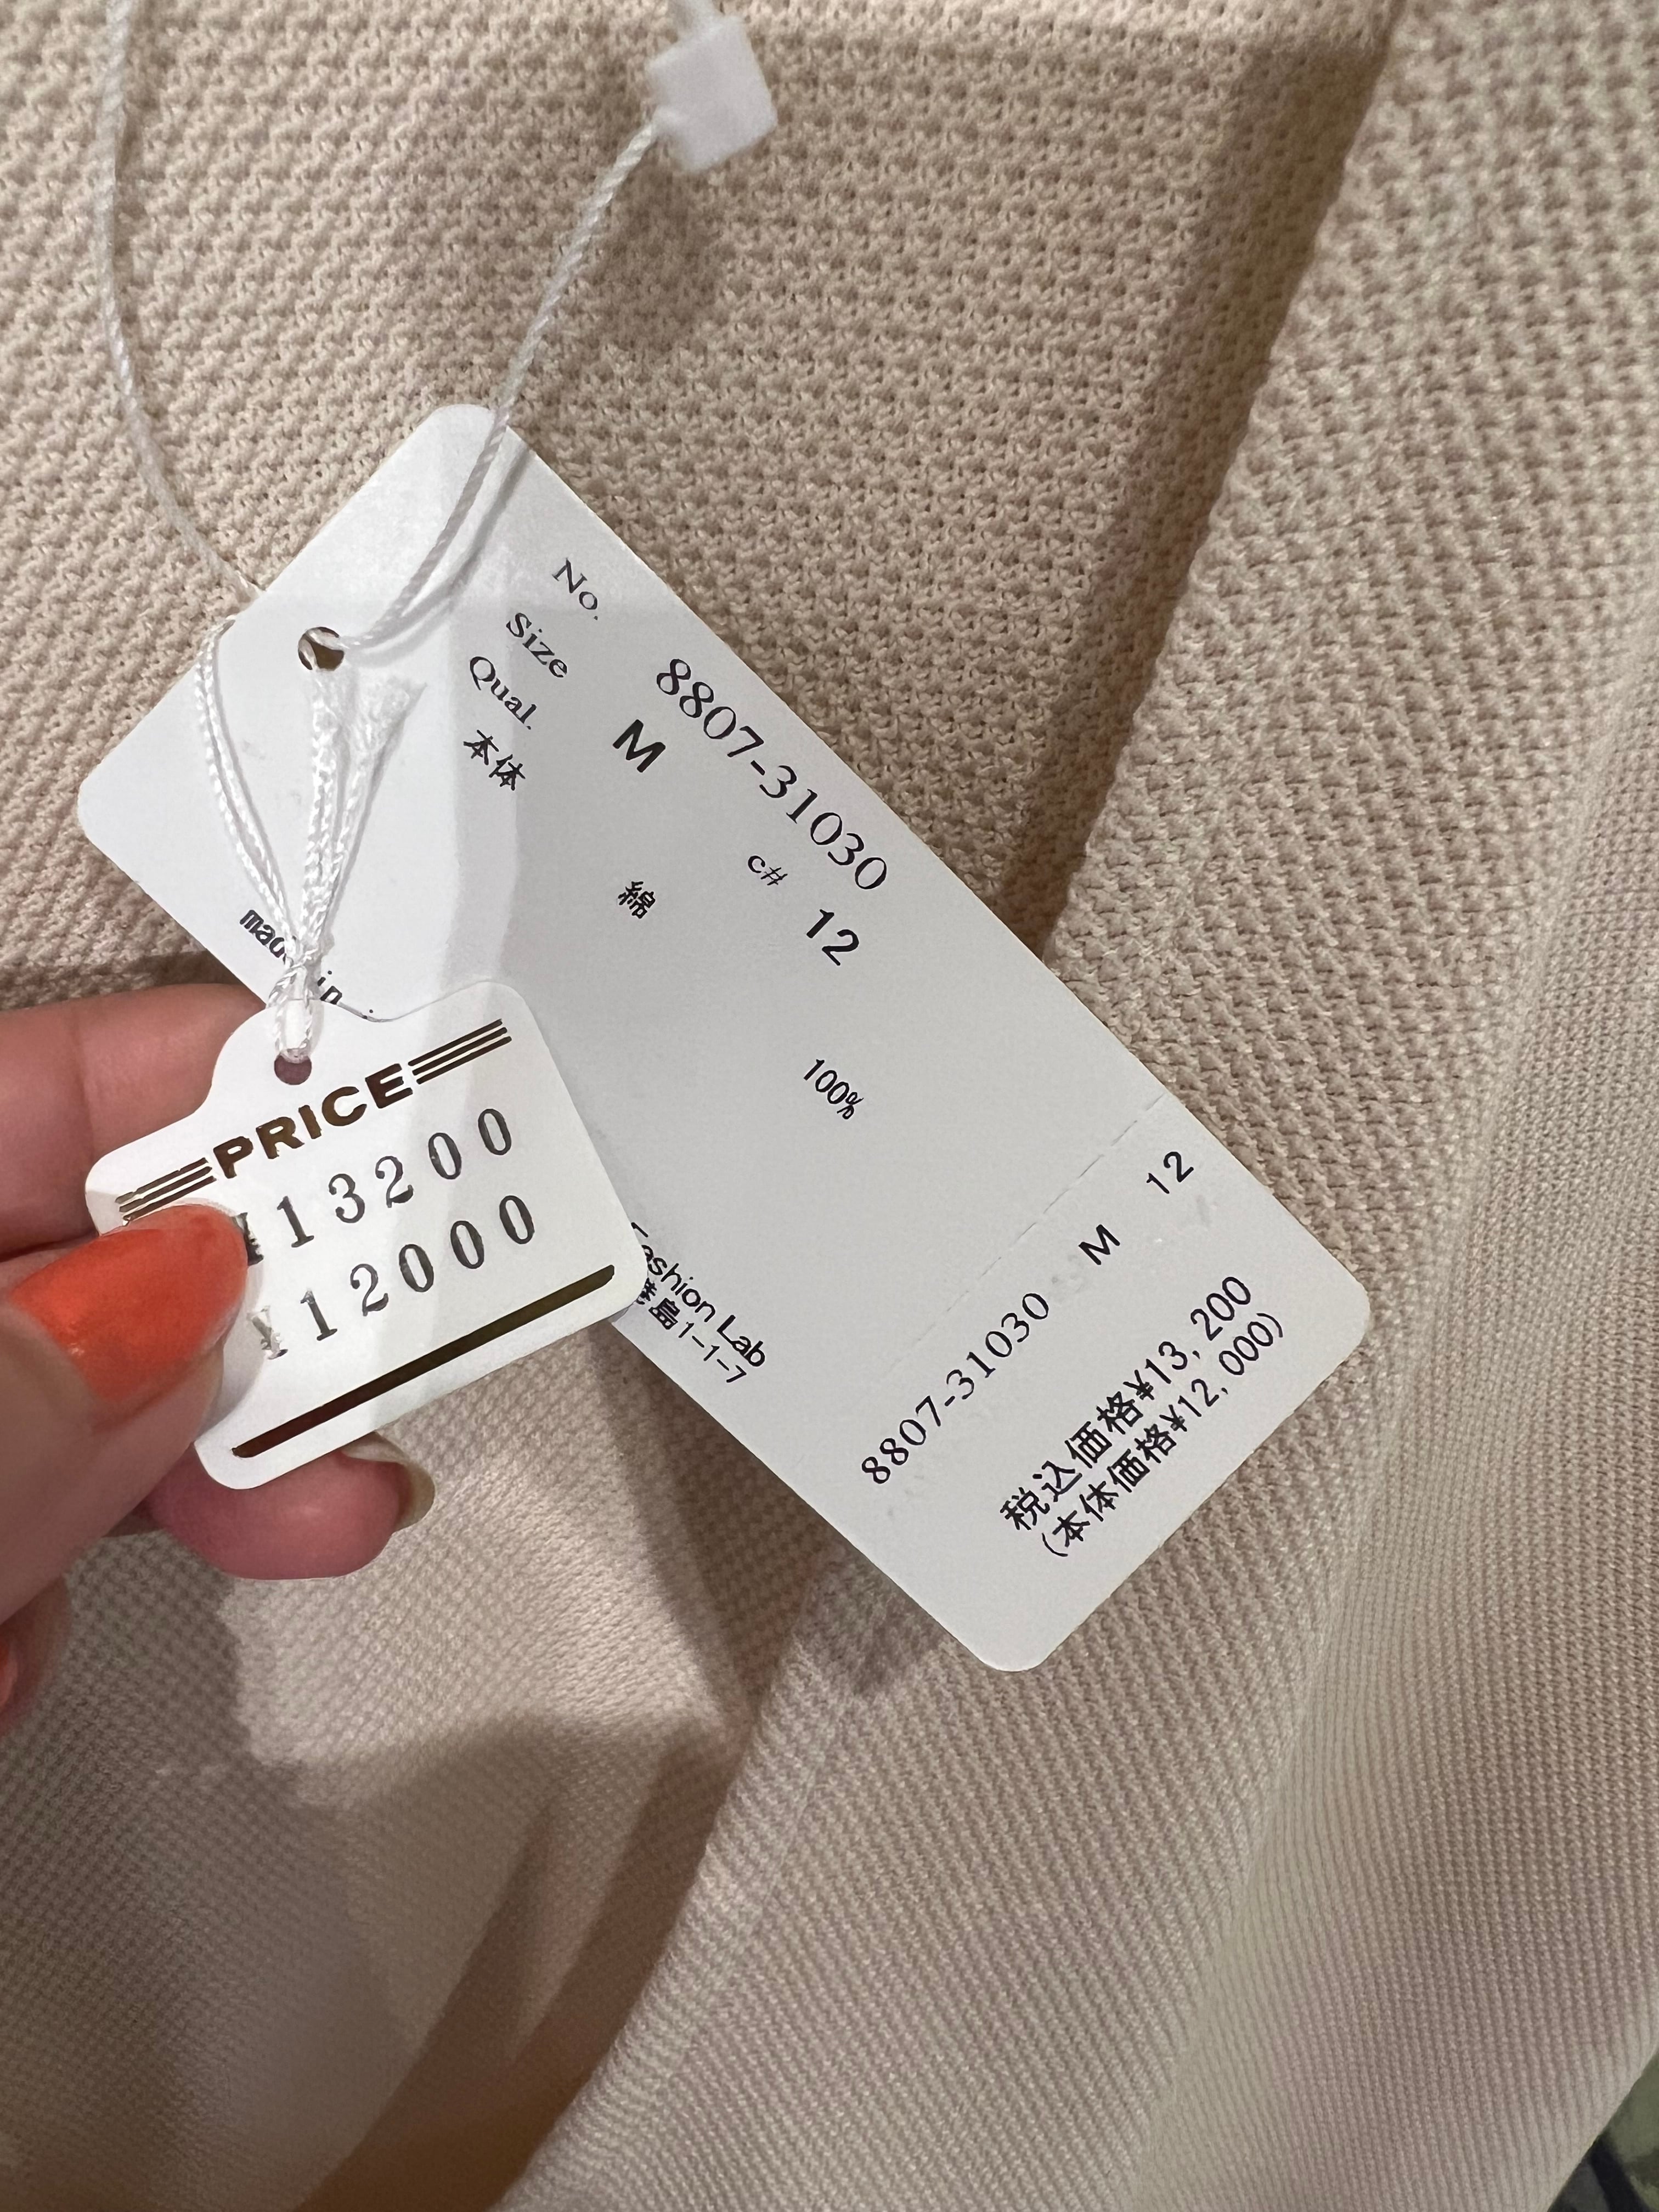 No. 8807-31030
Size M c# 12
Qual.
本体 綿 100%
made in
Fashion Lab
島1-1-7
8807-31030 M 12
税込価格¥13,200
(本体価格¥12,000)
PRICE
¥13200
¥12000